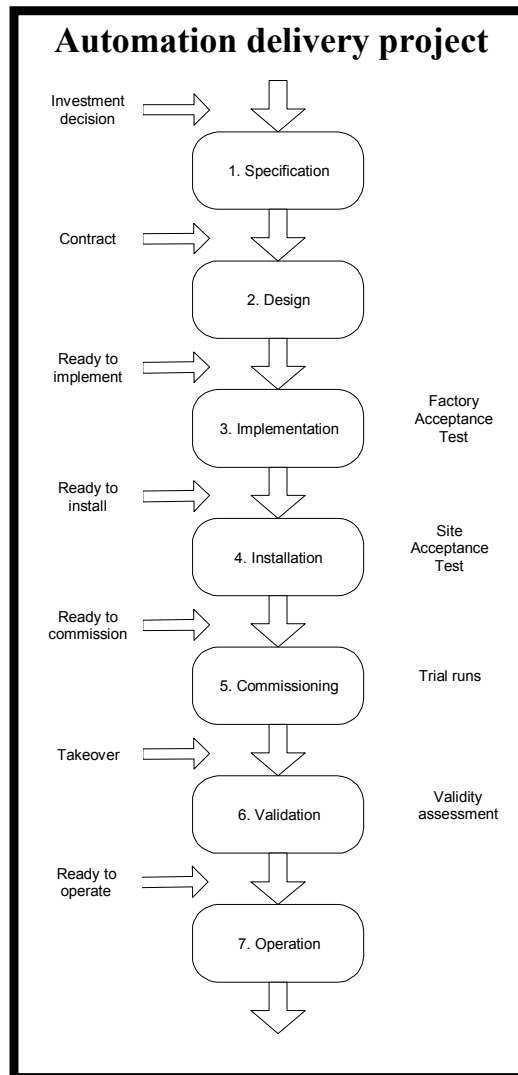 Automation delivery project
Investment
decision
1. Specification
Contract
2. Design
Ready to
implement
3. Implementation
Factory
Acceptance
Test
Ready to
install
4. Installation
Site
Acceptance
Test
Ready to
commission
5. Commissioning
Trial runs
Takeover
6. Validation
Validity
assessment
Ready to
operate
7. Operation